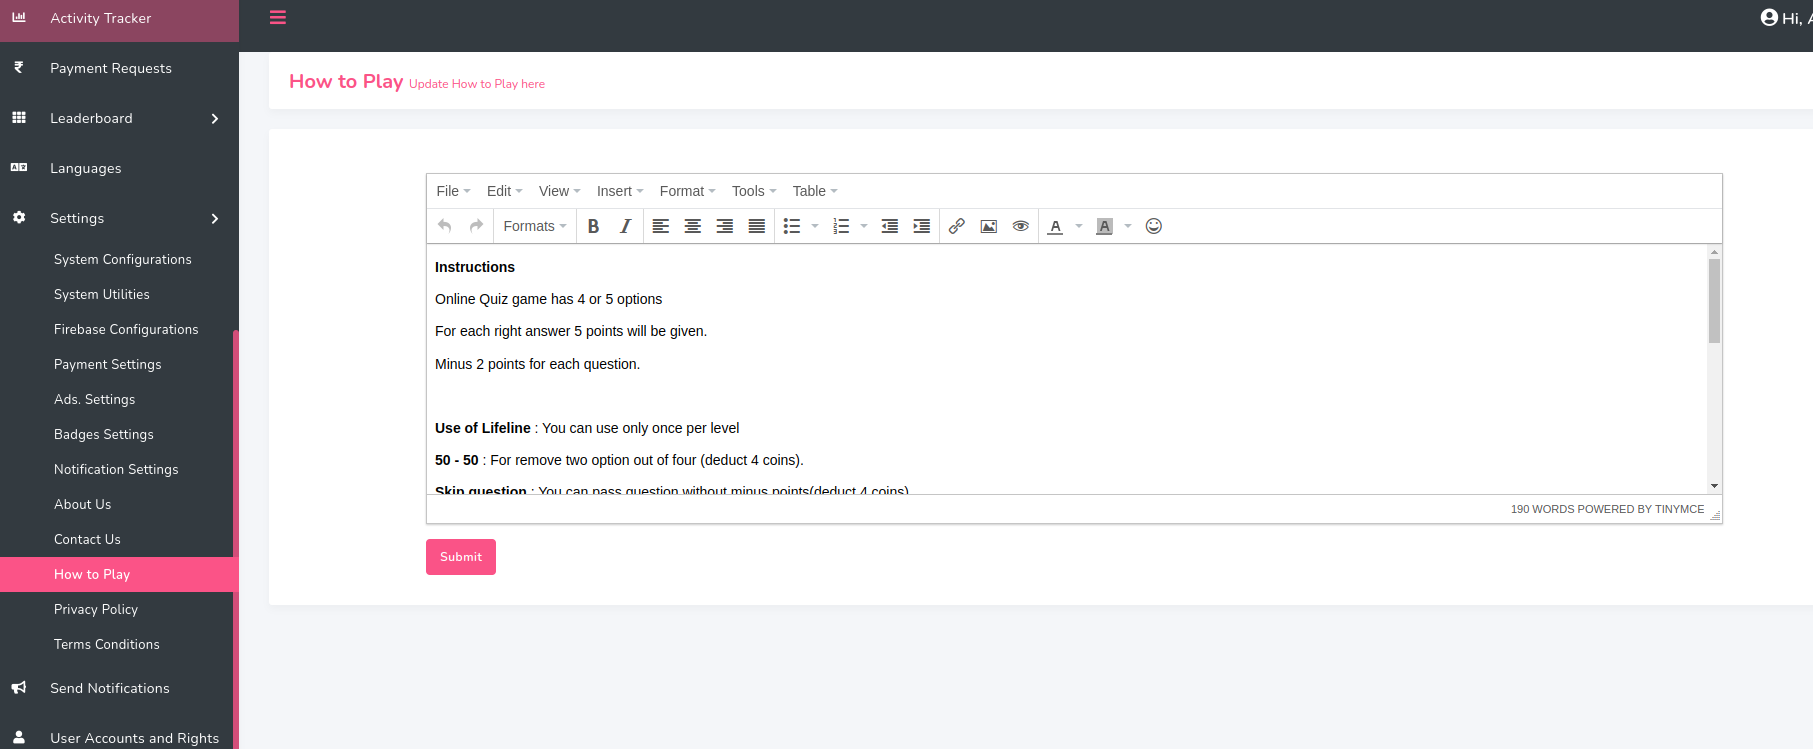 Activity Tracker
Hi, A
Payment Requests
Leaderboard
Languages
Settings
System Configurations
System Utilities
Firebase Configurations
Payment Settings
Ads. Settings
Badges Settings
Notification Settings
About Us
Contact Us
How to Play
Privacy Policy
Terms Conditions
Send Notifications
User Accounts and Rights
How to Play Update How to Play here
File Edit View Insert Format Tools Table
Formats B I A A
Instructions
Online Quiz game has 4 or 5 options
For each right answer 5 points will be given.
Minus 2 points for each question.
Use of Lifeline : You can use only once per level
50 - 50 : For remove two option out of four (deduct 4 coins).
Skip question : You can pass question without minus points(deduct 4 coins)
190 WORDS POWERED BY TINYMCE
Submit